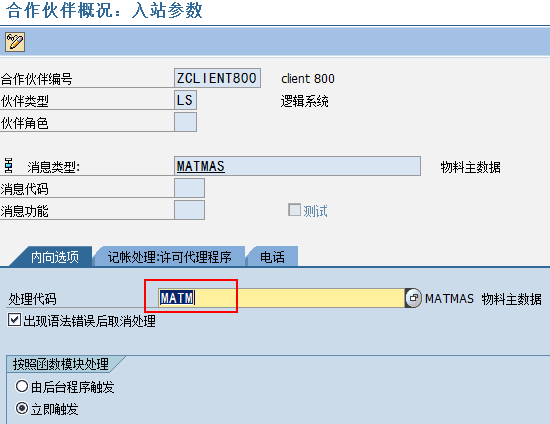 合作伙伴概况：入站参数
合作伙伴编号 ZCLIENT800 client 800
伙伴类型 LS 逻辑系统
伙伴角色
消息类型: MATMAS 物料主数据
消息代码
消息功能 测试
内向选项 记帐处理:许可代理程序 电话
处理代码 MATM MATMAS 物料主数据
出现语法错误后取消处理
按照函数模块处理
由后台程序触发
立即触发